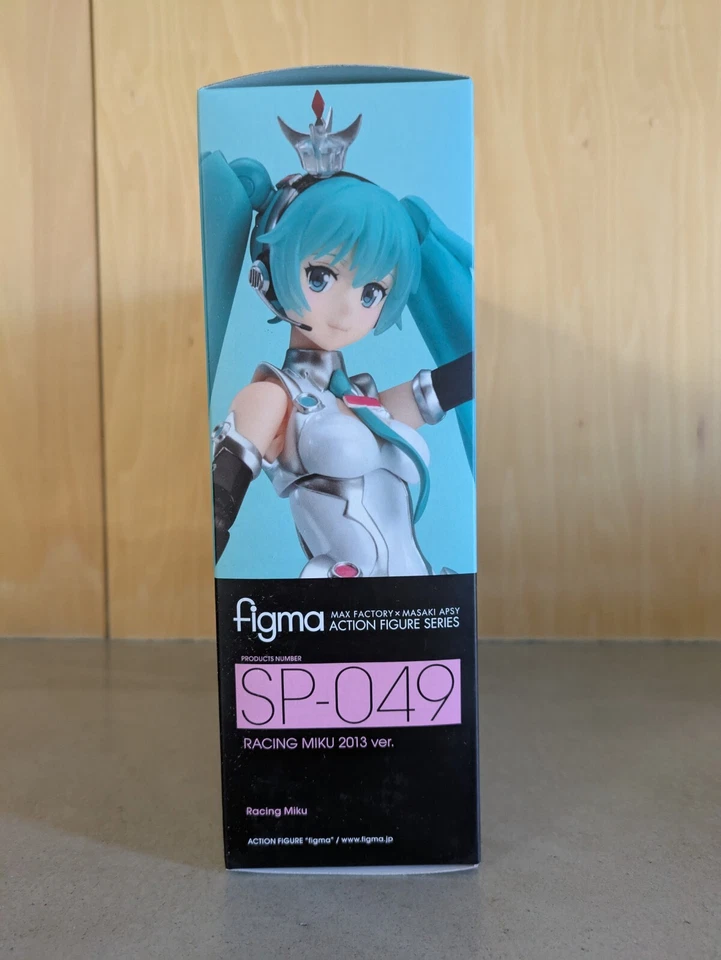 figma
MAX FACTORY × MASAKI APSY
ACTION FIGURE SERIES
PRODUCTS NUMBER
SP-049
RACING MIKU 2013 ver.
Racing Miku
ACTION FIGURE "figma" / www.figma.jp